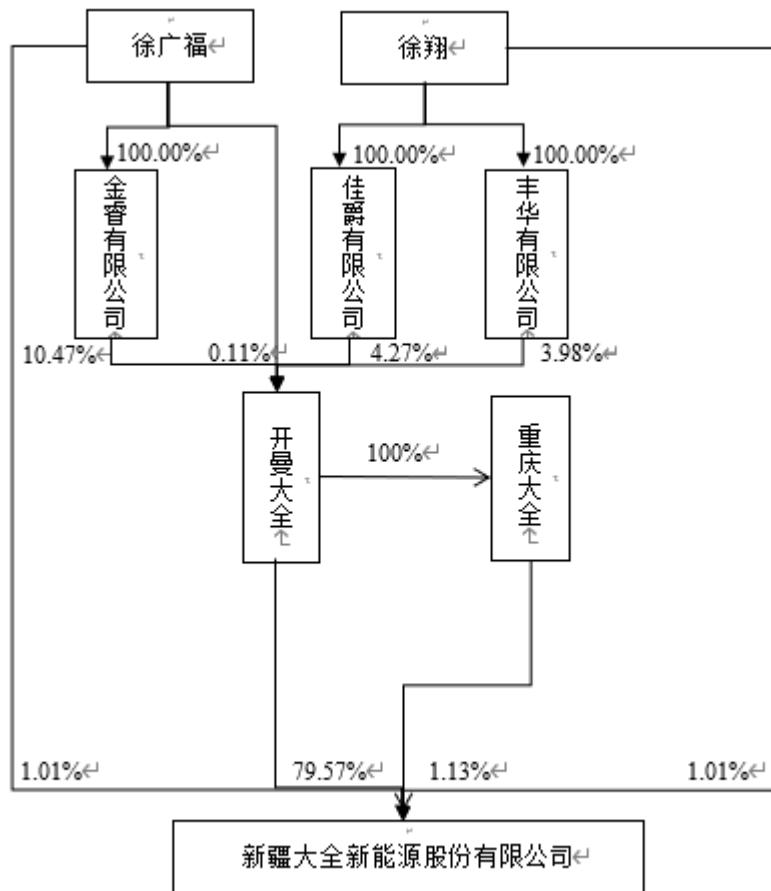 徐广福
徐翔
100.00%
100.00%
100.00%
金睿有限公司
佳爵有限公司
丰华有限公司
10.47%
0.11%
4.27%
3.98%
开曼大全
100%
重庆大全
1.01%
79.57%
1.13%
1.01%
新疆大全新能源股份有限公司